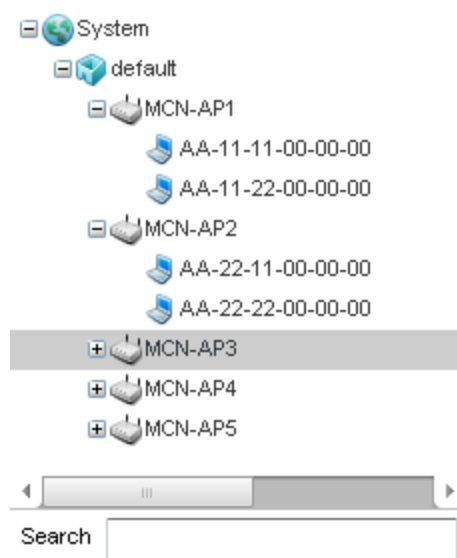 System
default
MCN-AP1
AA-11-11-00-00-00
AA-11-22-00-00-00
MCN-AP2
AA-22-11-00-00-00
AA-22-22-00-00-00
MCN-AP3
MCN-AP4
MCN-AP5
Search